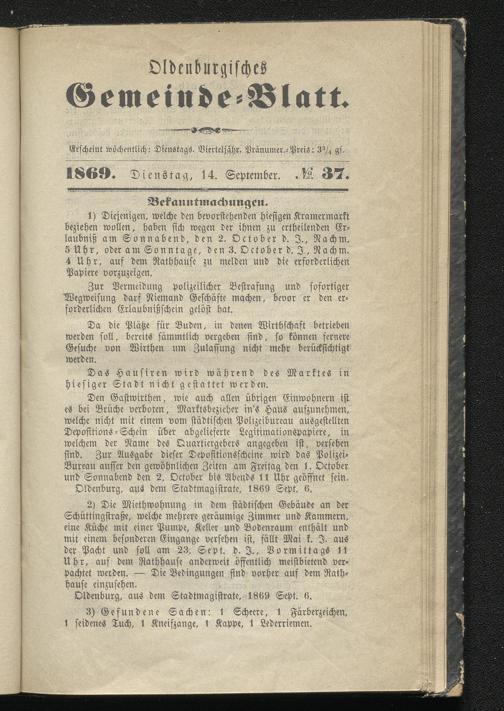 Oldenburgisches
Gemeinde-Blatt.
Erscheint wöchentlich: Dienstags. Vierteljähr. Pränumer.-Preis: 3¾ gf.
1869. Dienstag, 14. September. № 37.
Bekanntmachungen.
1) Diejenigen, welche den bevorstehenden hiesigen Kramermarkt
beziehen wollen, haben sich wegen der ihnen zu ertheilenden Er-
laubniß am Sonnabend, den 2. October d. J., Nachm.
5 Uhr, oder am Sonntage, den 3. October d. J., Nachm.
4 Uhr, auf dem Rathhause zu melden und die erforderlichen
Papiere vorzuzeigen.
Zur Vermeidung polizeilicher Bestrafung und sofortiger
Wegweisung darf Niemand Geschäfte machen, bevor er den er-
forderlichen Erlaubnißschein gelöst hat.
Da die Plätze für Buden, in denen Wirthschaft betrieben
werden soll, bereits sämmtlich vergeben sind, so können fernere
Gesuche von Wirthen um Zulassung nicht mehr berücksichtigt
werden.
Das Hausiren wird während des Marktes in
hiesiger Stadt nicht gestattet werden.
Den Gastwirthen, wie auch allen übrigen Einwohnern ist
es bei Brüche verboten, Marktsbezieher in's Haus aufzunehmen,
welche nicht mit einem vom städtischen Polizeibureau ausgestellten
Depositions-Schein über abgelieferte Legitimationspapiere, in
welchem der Name des Quartiergebers angegeben ist, versehen
sind. Zur Ausgabe dieser Depositionsscheine wird das Polizei-
Bureau ausser den gewöhnlichen Zeiten am Freitag den 1. October
und Sonnabend den 2. October bis Abends 11 Uhr geöffnet sein.
Oldenburg, aus dem Stadtmagistrate, 1869 Sept. 6.
2) Die Miethwohnung in dem städtischen Gebäude an der
Schüttingstraße, welche mehrere geräumige Zimmer und Kammern,
eine Küche mit einer Pumpe, Keller und Bodenraum enthält und
mit einem besonderen Eingange versehen ist, fällt Mai k. J. aus
der Pacht und soll am 23. Sept. d. J., Vormittags 11
Uhr, auf dem Rathhause anderweit öffentlich meistbietend ver-
pachtet werden. — Die Bedingungen sind vorher auf dem Rath-
hause einzusehen.
Oldenburg, aus dem Stadtmagistrate, 1869 Sept. 6.
3) Gefundene Sachen: 1 Scheere, 1 Färberzeichen,
1 seidenes Tuch, 1 Kneifzange, 1 Kappe, 1 Lederriemen.